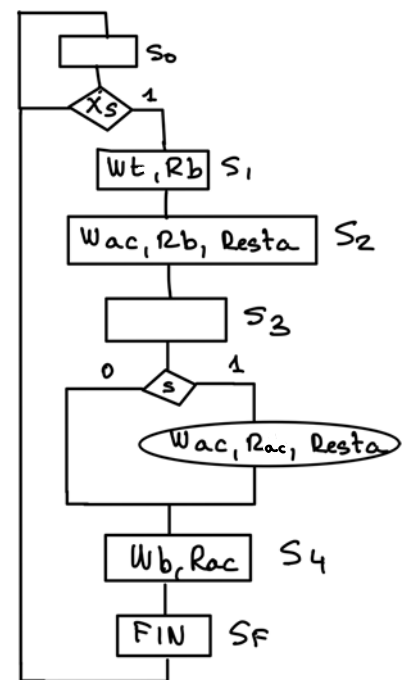 S0
Xs 1
Wt, Rb S1
Wac, Rb, Resta S2
S3
0 s 1
Wac, Rac, Resta
Wb, Rac S4
FIN SF